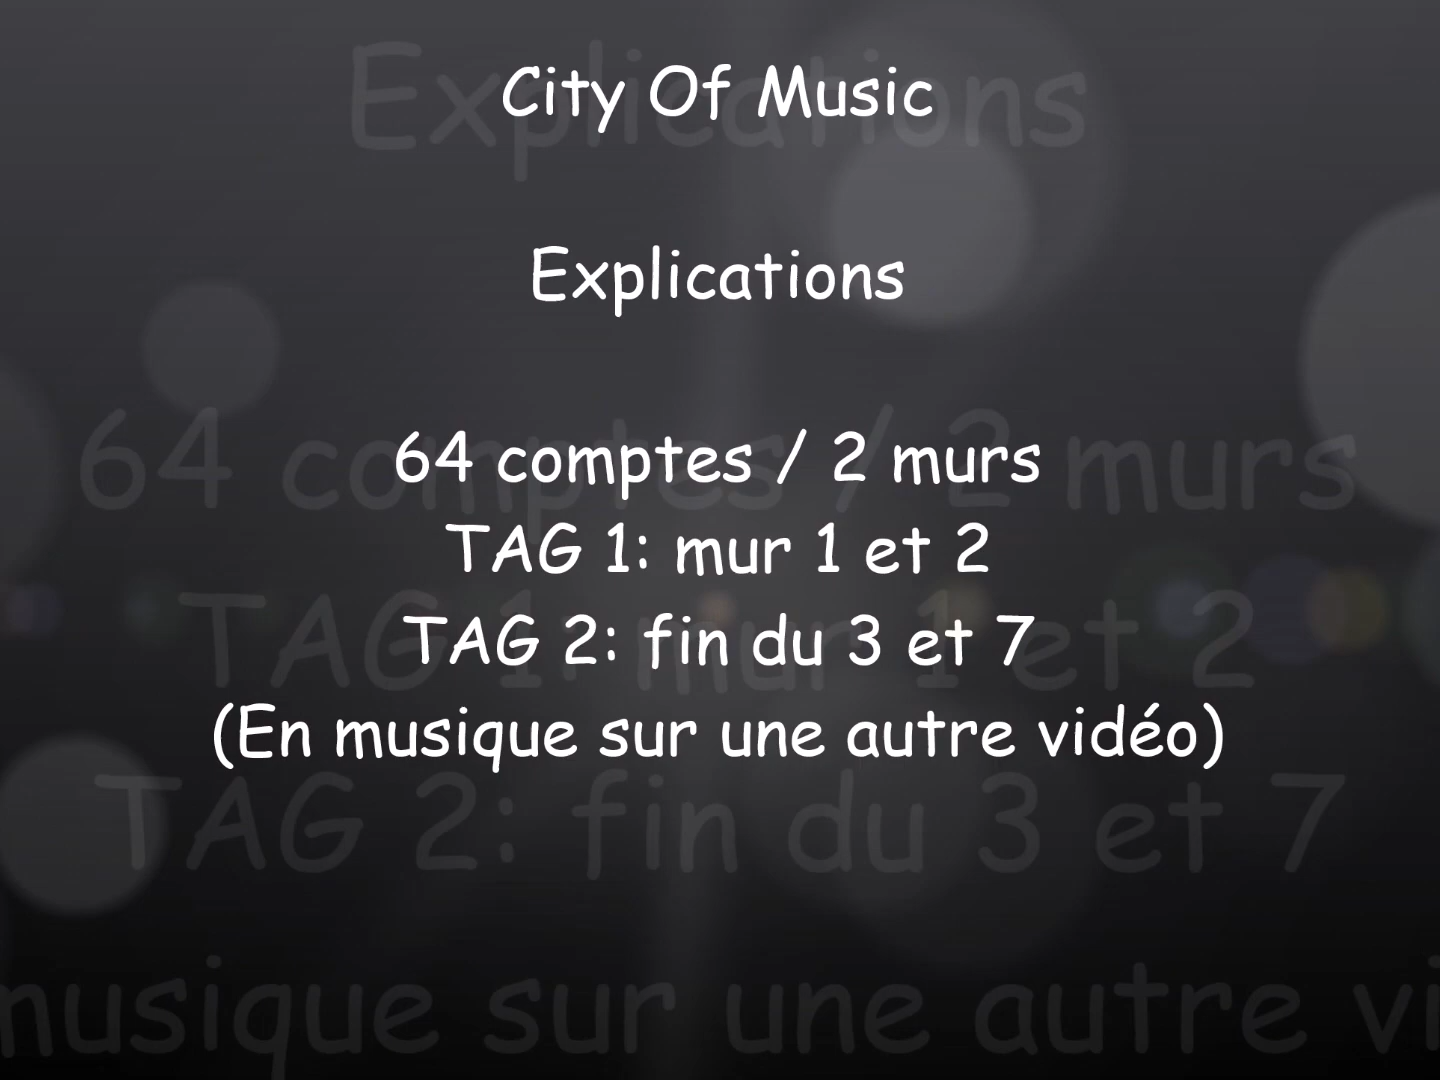 City Of Music
Explications
64 comptes / 2 murs
TAG 1: mur 1 et 2
TAG 2: fin du 3 et 7
(En musique sur une autre vidéo)